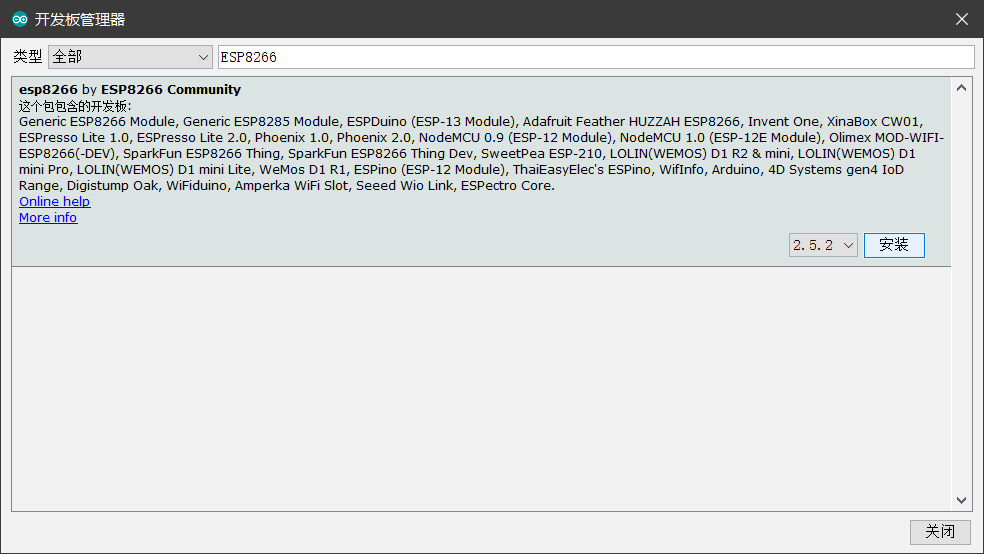 开发板管理器
类型 全部 ESP8266
esp8266 by ESP8266 Community
这个包包含的开发板:
Generic ESP8266 Module, Generic ESP8285 Module, ESPDuino (ESP-13 Module), Adafruit Feather HUZZAH ESP8266, Invent One, XinaBox CW01,
ESPresso Lite 1.0, ESPresso Lite 2.0, Phoenix 1.0, Phoenix 2.0, NodeMCU 0.9 (ESP-12 Module), NodeMCU 1.0 (ESP-12E Module), Olimex MOD-WIFI-
ESP8266(-DEV), SparkFun ESP8266 Thing, SparkFun ESP8266 Thing Dev, SweetPea ESP-210, LOLIN(WEMOS) D1 R2 & mini, LOLIN(WEMOS) D1
mini Pro, LOLIN(WEMOS) D1 mini Lite, WeMos D1 R1, ESPino (ESP-12 Module), ThaiEasyElec's ESPino, WifInfo, Arduino, 4D Systems gen4 IoD
Range, Digistump Oak, WiFiduino, Amperka WiFi Slot, Seeed Wio Link, ESPectro Core.
Online help
More info
2.5.2 安装
关闭